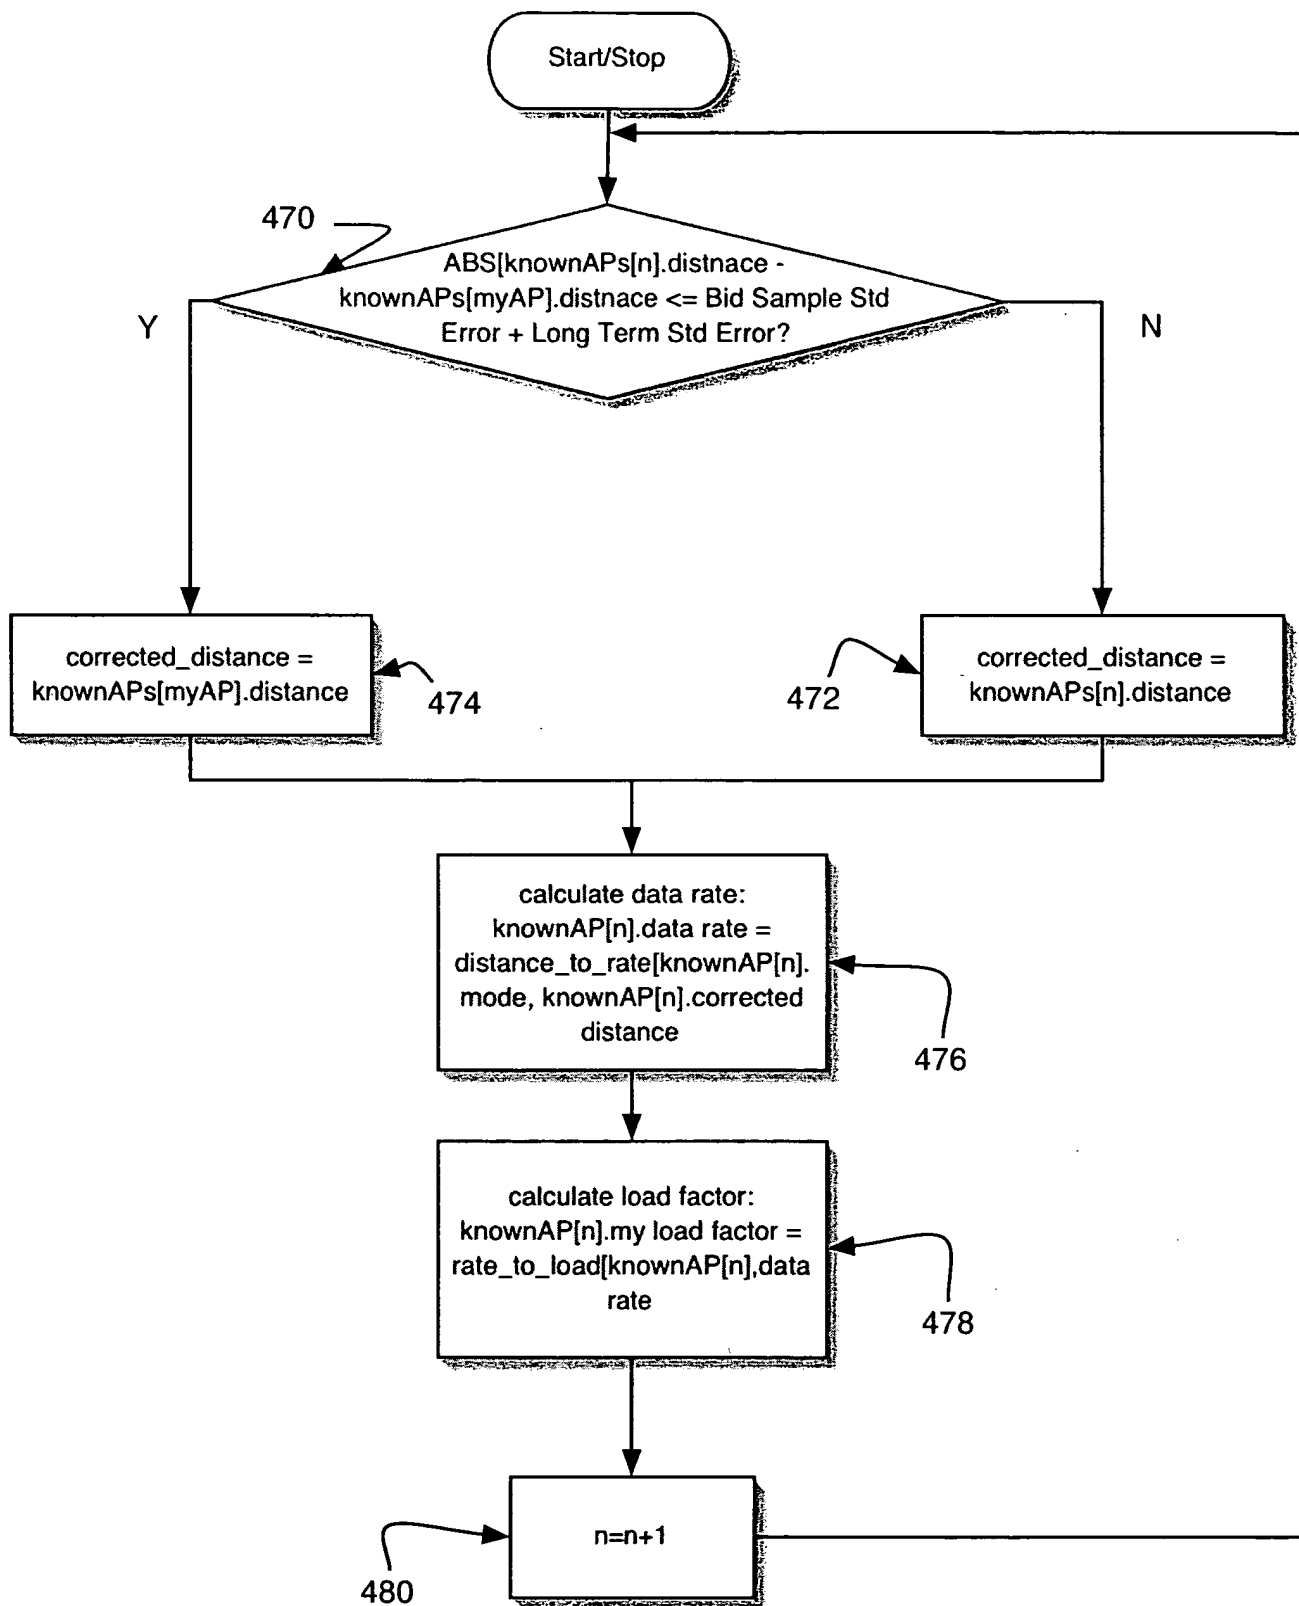 Start/Stop
470
ABS[knownAPs[n].distnace -
knownAPs[myAP].distnace <= Bid Sample Std
Error + Long Term Std Error?
Y
N
corrected_distance =
knownAPs[myAP].distance
474
472
corrected_distance =
knownAPs[n].distance
calculate data rate:
knownAP[n].data rate =
distance_to_rate[knownAP[n].
mode, knownAP[n].corrected
distance
476
calculate load factor:
knownAP[n].my load factor =
rate_to_load[knownAP[n],data
rate
478
n=n+1
480